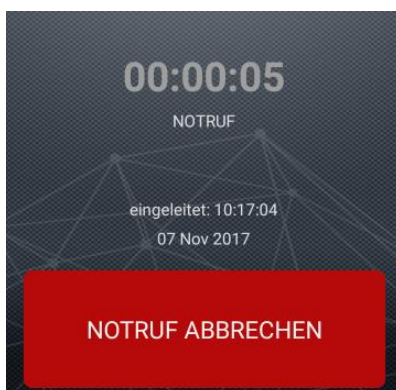 00:00:05
NOTRUF
eingeleitet: 10:17:04
07 Nov 2017
NOTRUF ABBRECHEN